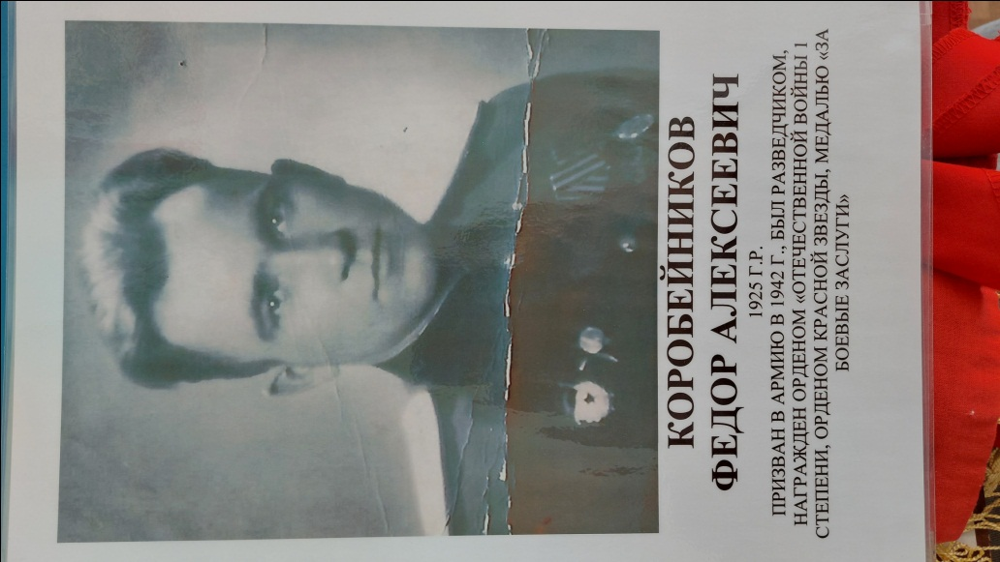 КОРОБЕЙНИКОВ
ФЕДОР АЛЕКСЕЕВИЧ
1925 Г.Р.
ПРИЗВАН В АРМИЮ В 1942 Г., БЫЛ РАЗВЕДЧИКОМ,
НАГРАЖДЕН ОРДЕНОМ «ОТЕЧЕСТВЕННОЙ ВОЙНЫ 1
СТЕПЕНИ, ОРДЕНОМ КРАСНОЙ ЗВЕЗДЫ, МЕДАЛЬЮ «ЗА
БОЕВЫЕ ЗАСЛУГИ»